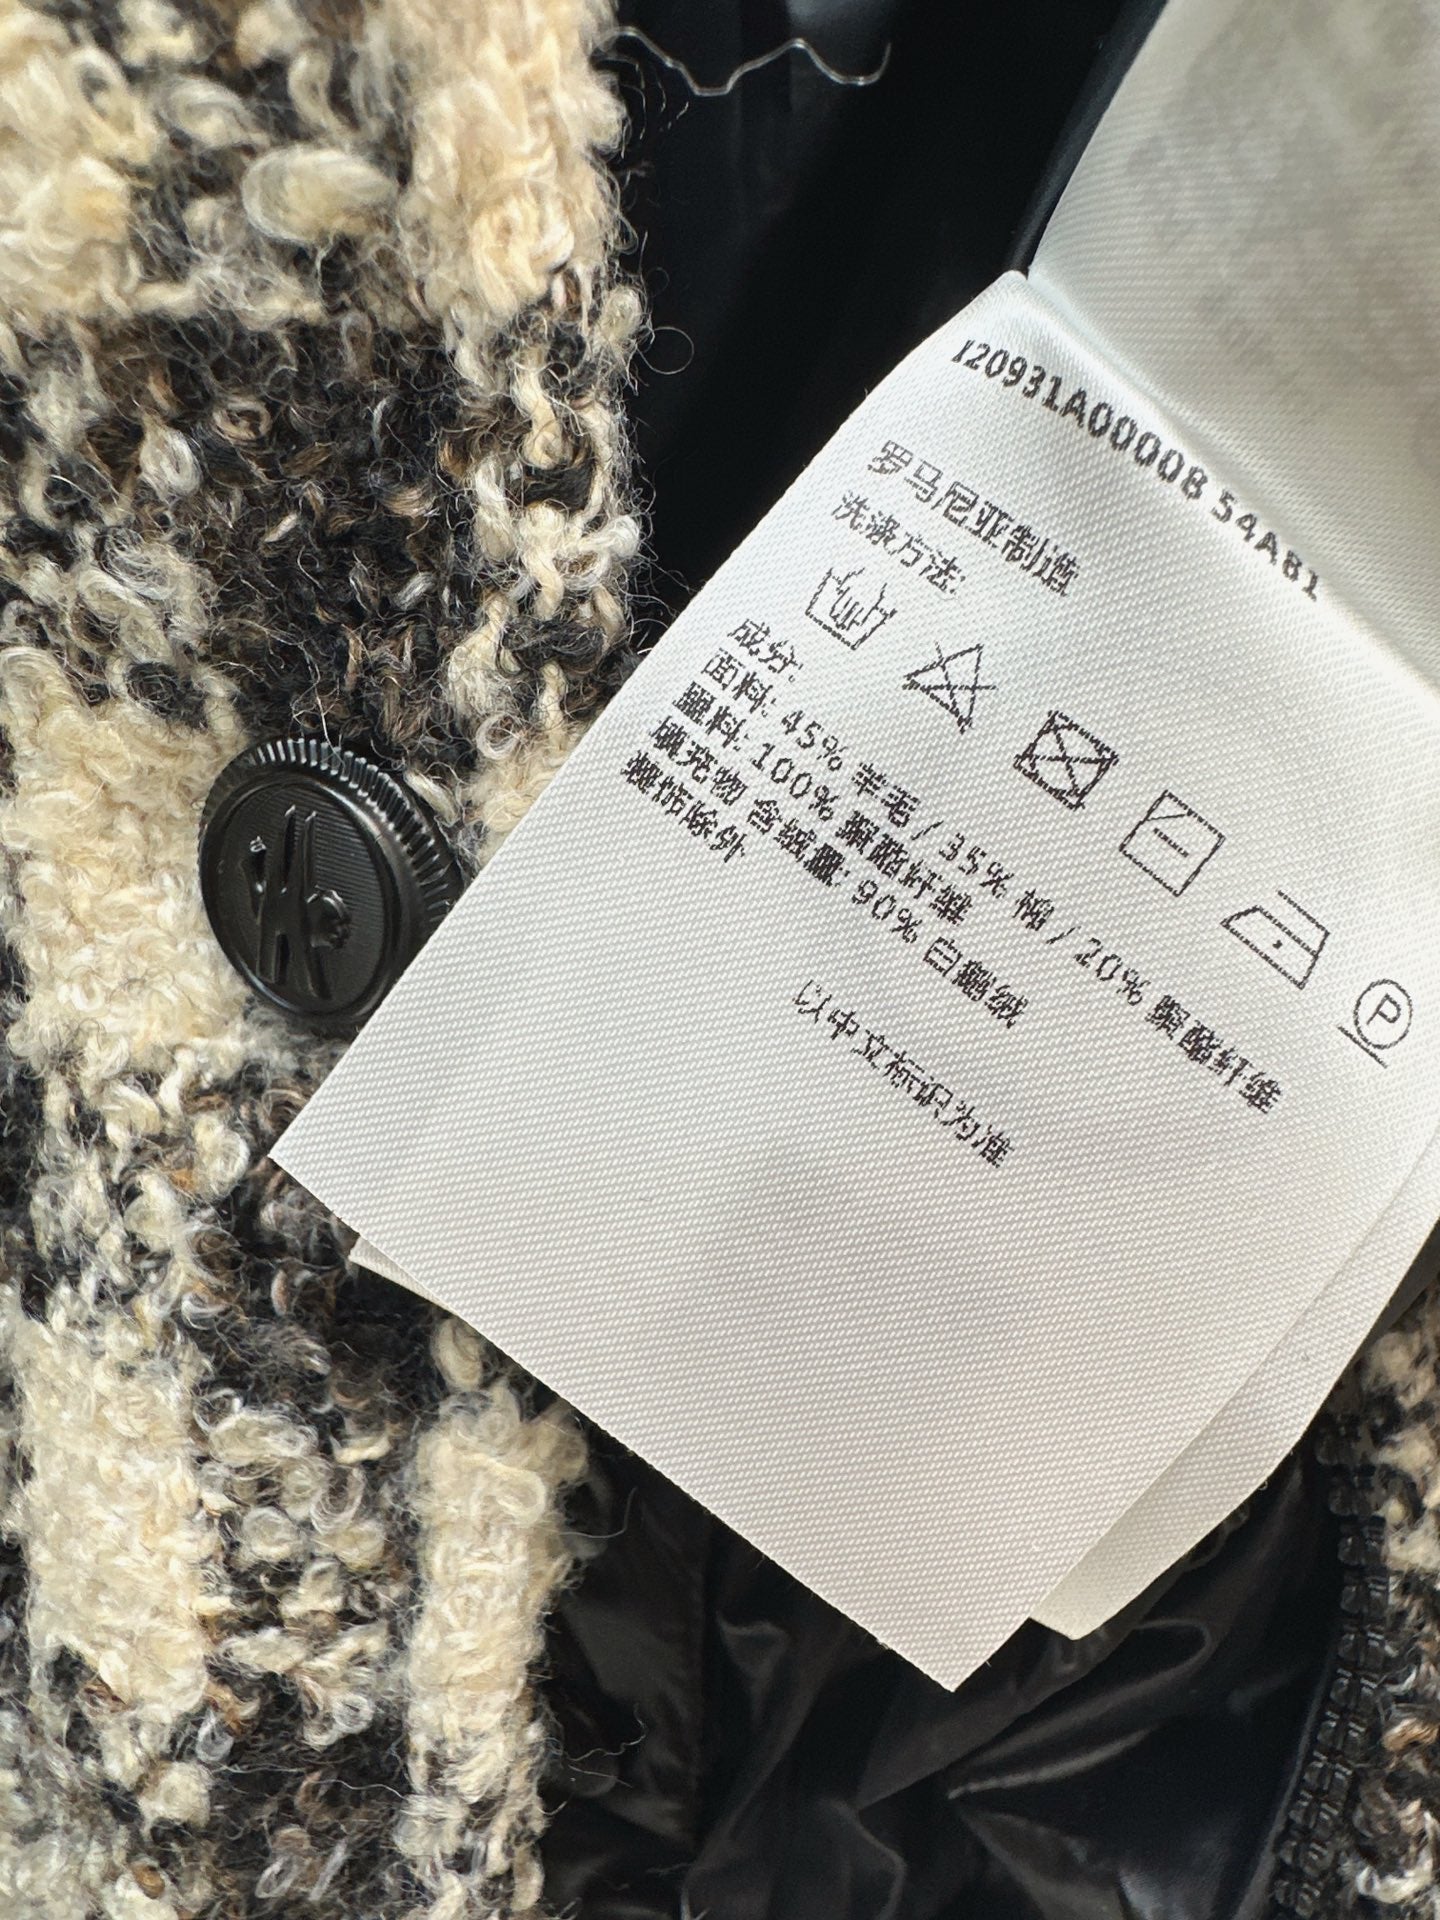 I20931A00008 54AB1
罗马尼亚制造
洗涤方法:
P
成分:
面料: 45% 羊毛 / 35% 棉 / 20% 聚酯纤维
里料: 100% 聚酯纤维
填充物 含绒量: 90% 白鹅绒
装饰除外
以中文标识为准